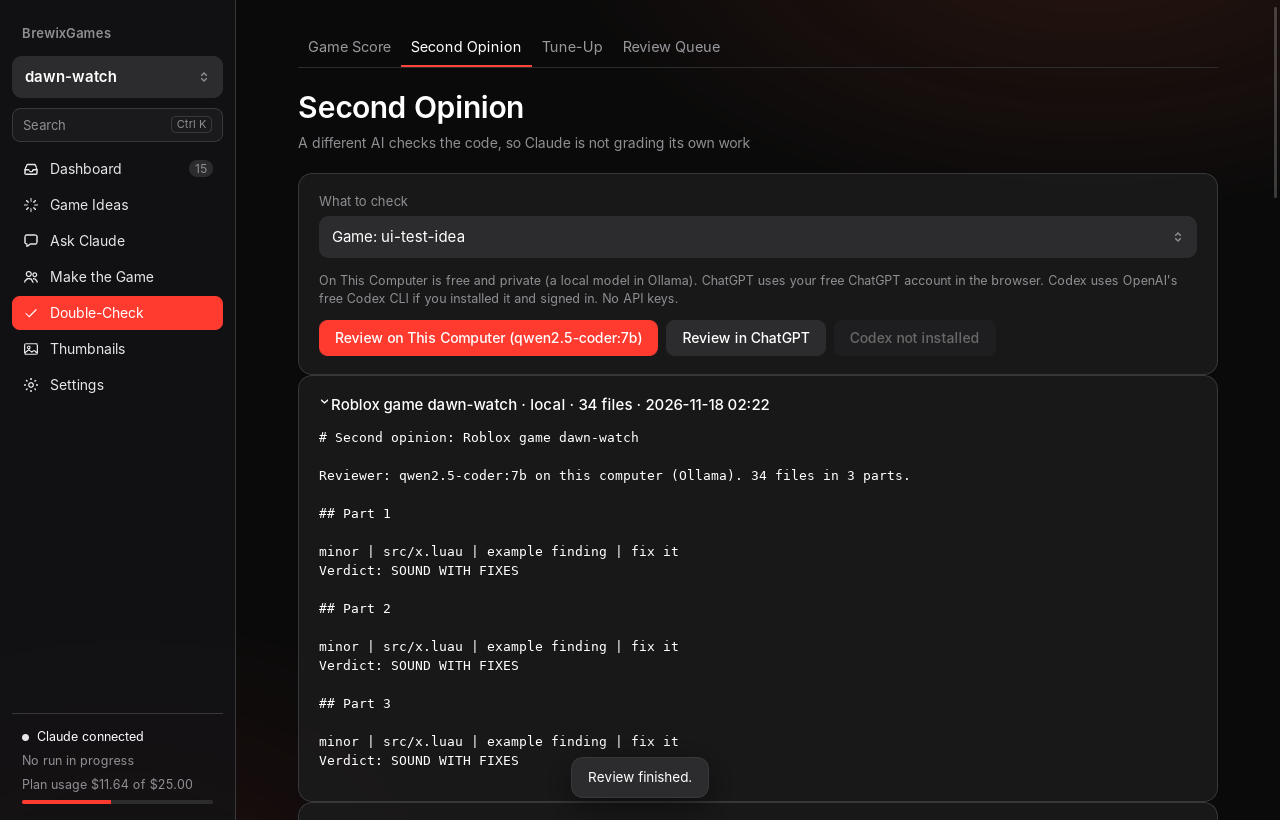 BrewixGames
dawn-watch
Search
Ctrl K
Dashboard
15
Game Ideas
Ask Claude
Make the Game
Double-Check
Thumbnails
Settings
Claude connected
No run in progress
Plan usage $11.64 of $25.00
Game Score
Second Opinion
Tune-Up
Review Queue
Second Opinion
A different AI checks the code, so Claude is not grading its own work
What to check
Game: ui-test-idea
On This Computer is free and private (a local model in Ollama). ChatGPT uses your free ChatGPT account in the browser. Codex uses OpenAI's
free Codex CLI if you installed it and signed in. No API keys.
Review on This Computer (qwen2.5-coder:7b)
Review in ChatGPT
Codex not installed
Roblox game dawn-watch · local · 34 files · 2026-11-18 02:22
# Second opinion: Roblox game dawn-watch
Reviewer: qwen2.5-coder:7b on this computer (Ollama). 34 files in 3 parts.
## Part 1
minor | src/x.luau | example finding | fix it
Verdict: SOUND WITH FIXES
## Part 2
minor | src/x.luau | example finding | fix it
Verdict: SOUND WITH FIXES
## Part 3
minor | src/x.luau | example finding | fix it
Verdict: SOUND WITH FIXES
Review finished.